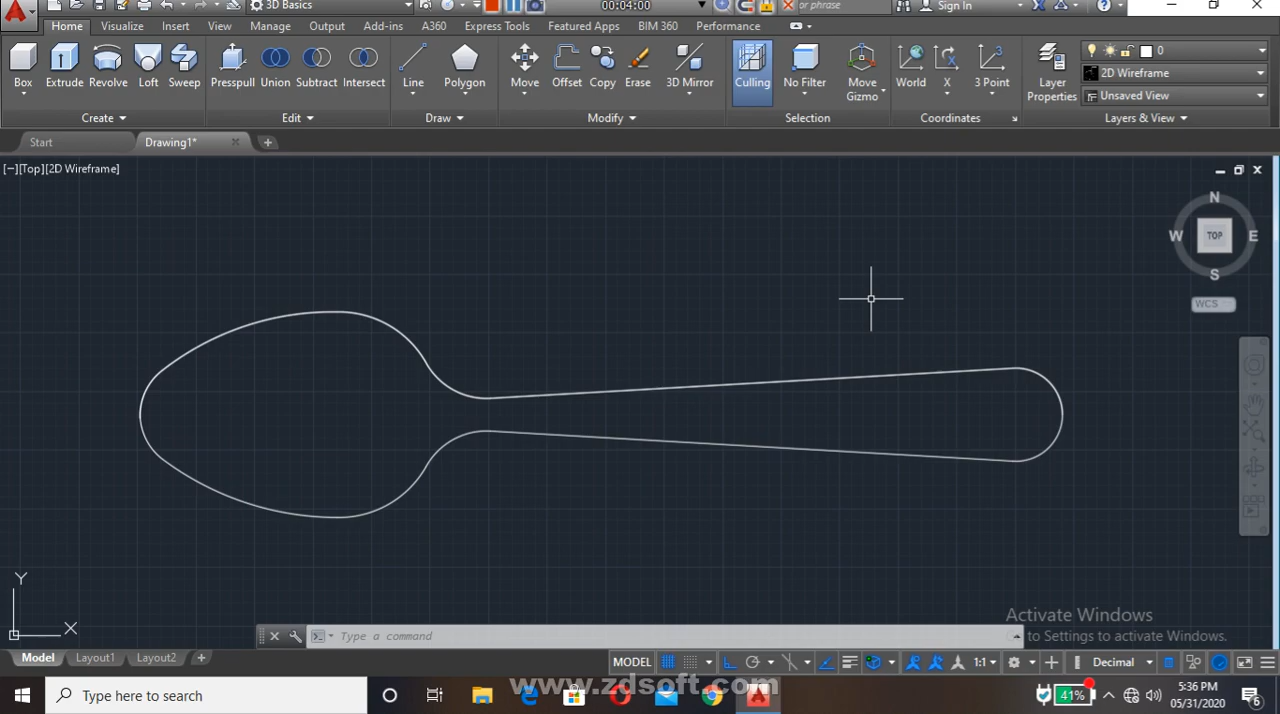 3D Basics
00:04:00
or phrase
Sign In
Home Visualize Insert View Manage Output Add-ins A360 Express Tools Featured Apps BIM 360 Performance
Box Extrude Revolve Loft Sweep Presspull Union Subtract Intersect Line Polygon Move Offset Copy Erase 3D Mirror Culling No Filter Move Gizmo World X 3 Point Layer Properties
0
2D Wireframe
Unsaved View
Create Edit Draw Modify Selection Coordinates Layers & View
Start Drawing1*
[−][Top][2D Wireframe]
N
W TOP E
S
WCS
Y
X
Activate Windows
to Settings to activate Windows.
Type a command
Model Layout1 Layout2 +
MODEL 1:1 Decimal
www.zdsoft.com
Type here to search
41%
5:36 PM
05/31/2020
6